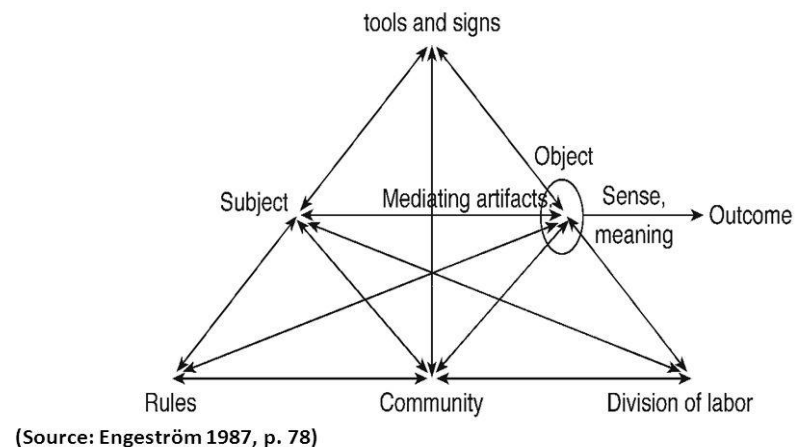 tools and signs
Object
Subject
Mediating artifacts,
Sense,
meaning
Outcome
Rules
Community
Division of labor
(Source: Engeström 1987, p. 78)